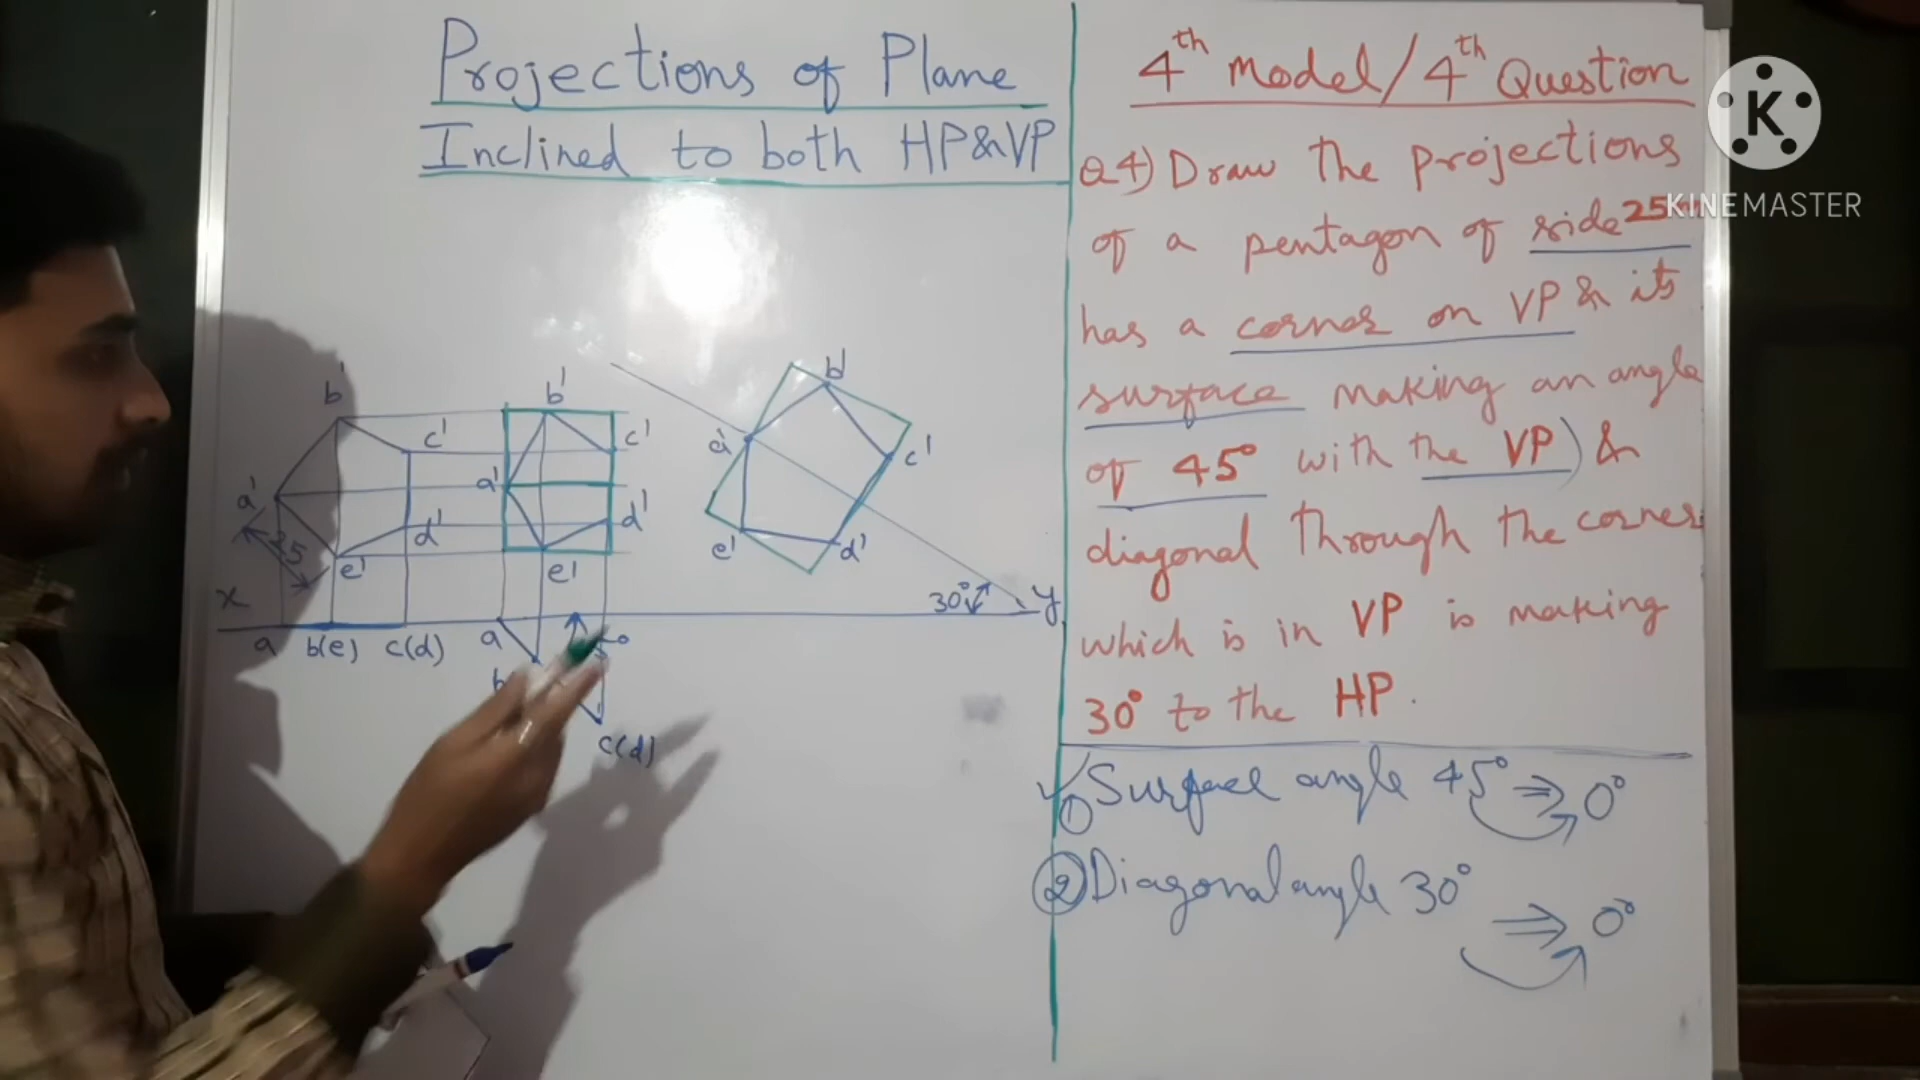 Projections of Plane
Inclined to both HP&VP
4th Model/4th Question
Q4) Draw the projections
of a pentagon of side 25
has a corner on VP & its
surface making an angle
of 45° with the VP) &
diagonal through the corner
which is in VP is making
30° to the HP.
① Surface angle 45° ⇒ 0°
② Diagonal angle 30° ⇒ 0°
K
KINEMASTER
b'
c'
a'
d'
e'
25
x
a
b(e)
c(d)
b'
c'
a'
d'
e'
a
b
c(d)
b'
a'
c'
e'
d'
30°
y